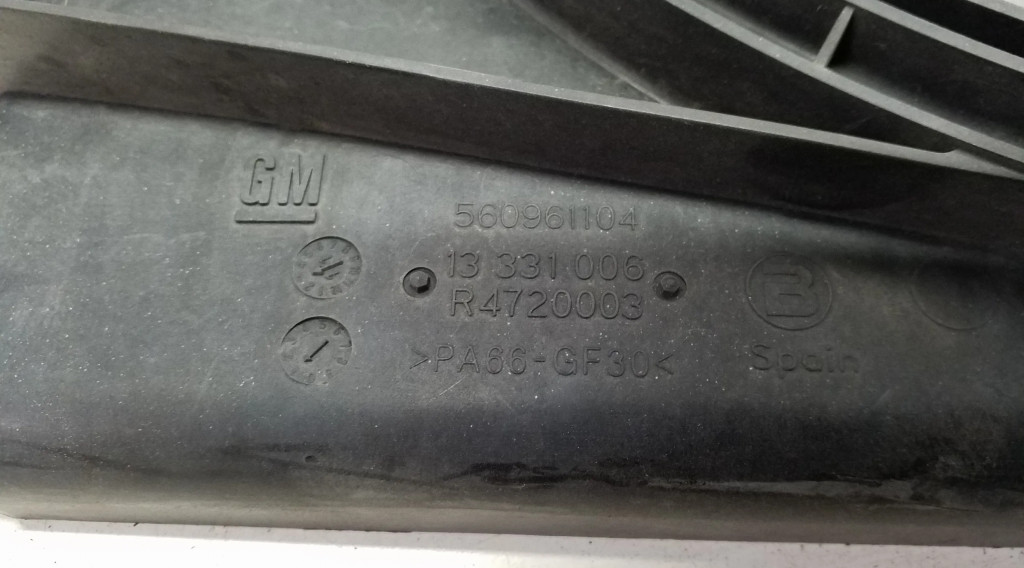 GM
560961104
13 331 006
R4720003
>PA66-GF30<
B
Spain